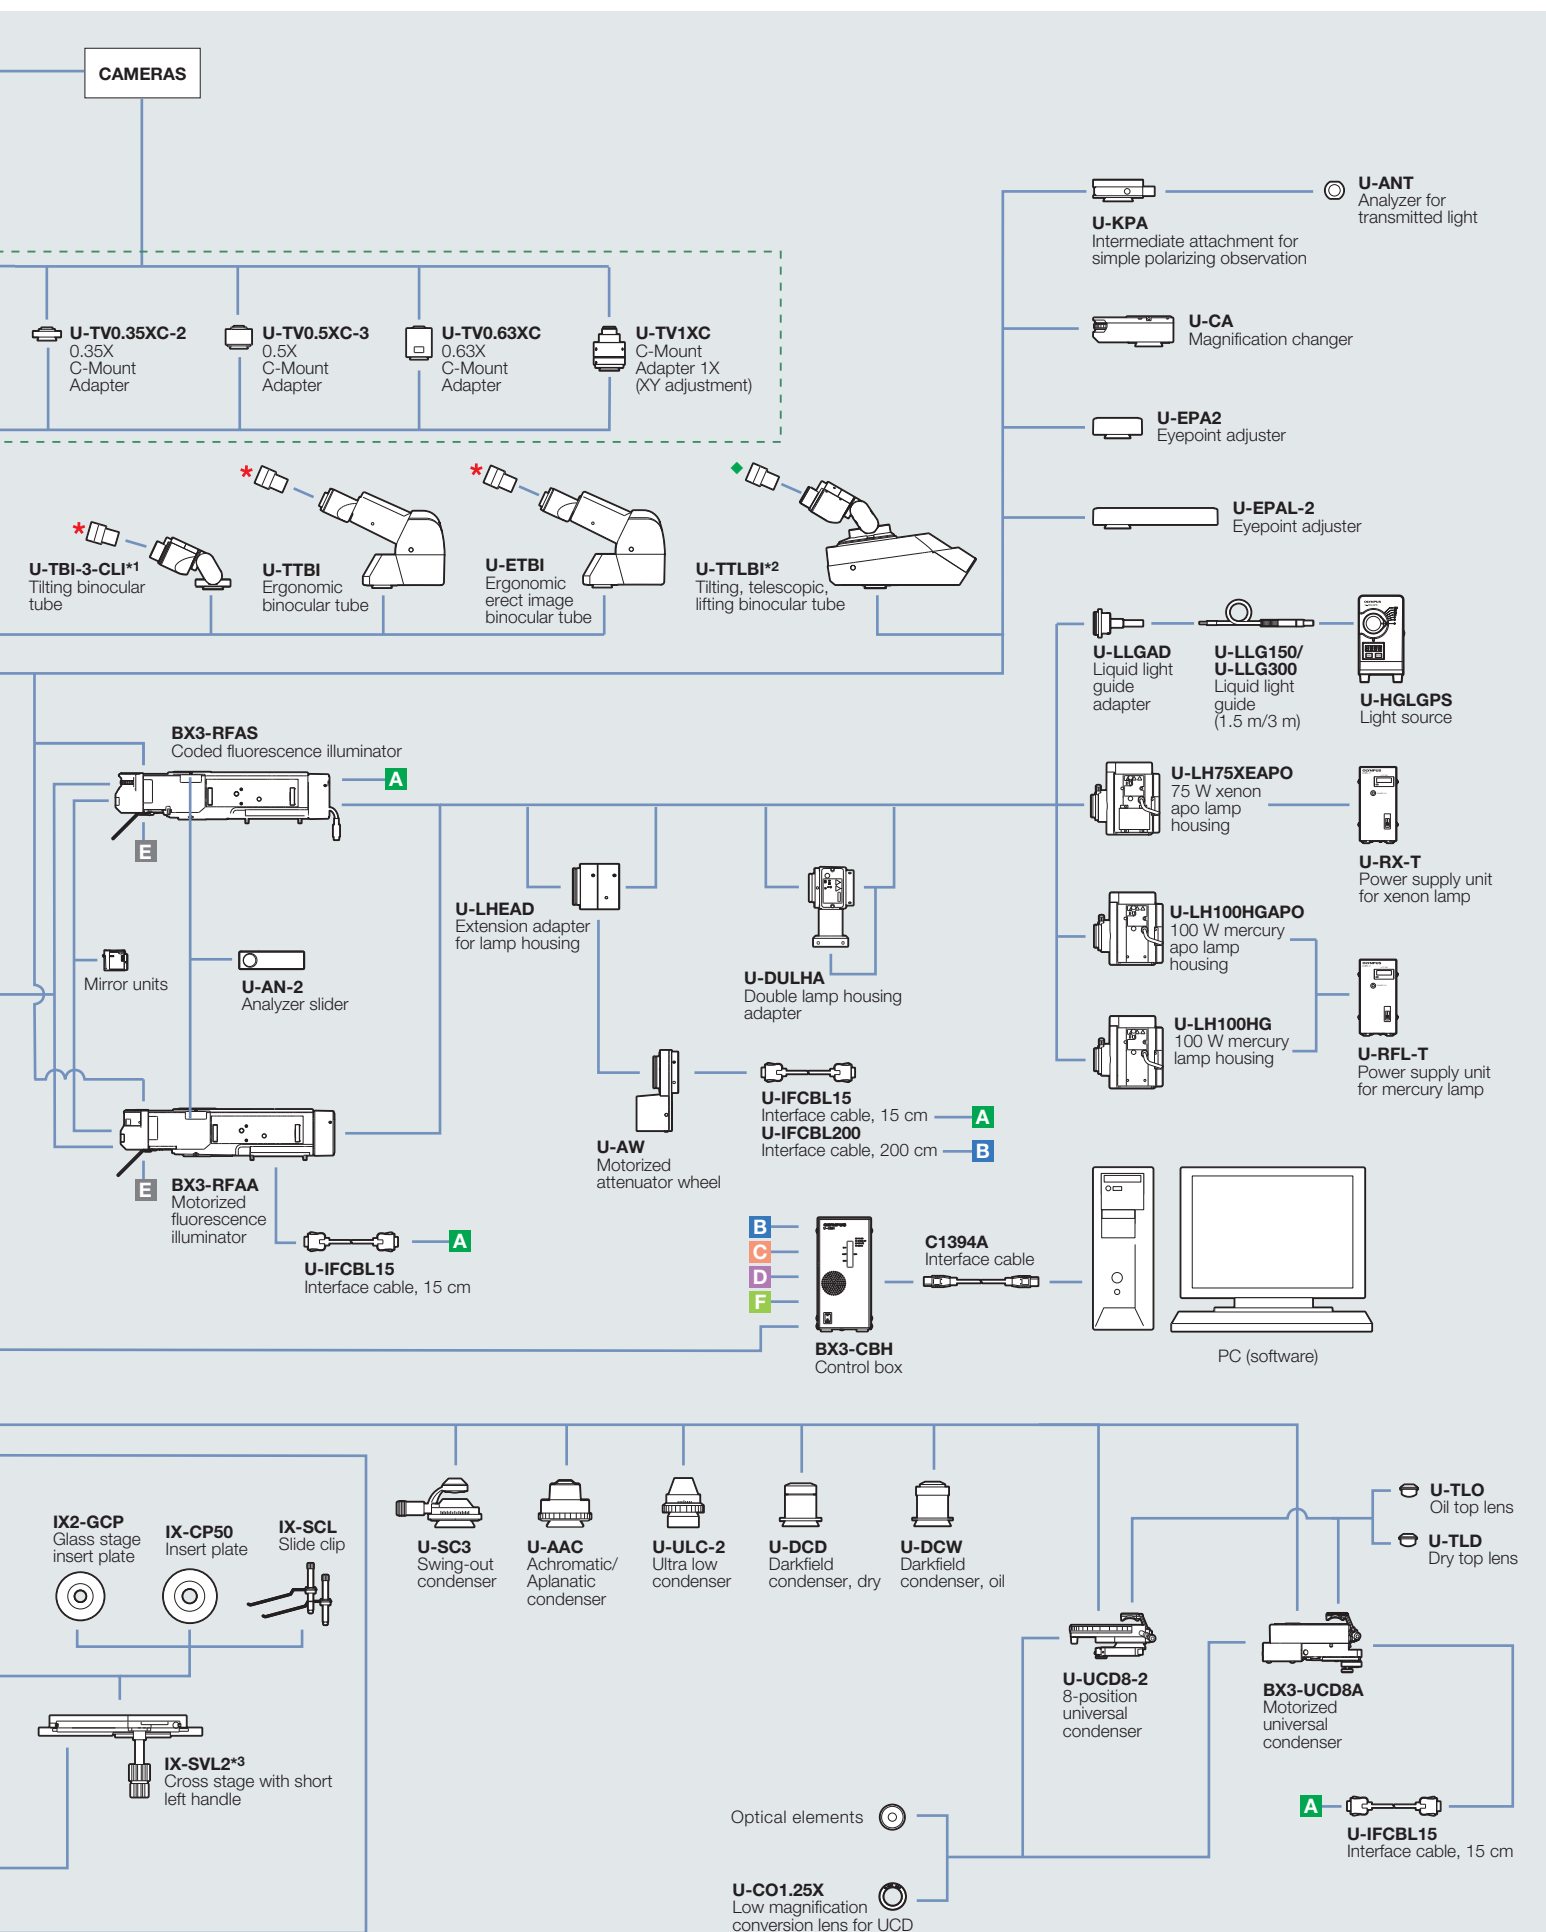 CAMERAS
U-ANT
Analyzer for
transmitted light
U-KPA
Intermediate attachment for
simple polarizing observation
U-TV0.35XC-2
0.35X
C-Mount
Adapter
U-TV0.5XC-3
0.5X
C-Mount
Adapter
U-TV0.63XC
0.63X
C-Mount
Adapter
U-TV1XC
C-Mount
Adapter 1X
(XY adjustment)
U-CA
Magnification changer
U-EPA2
Eyepoint adjuster
U-EPAL-2
Eyepoint adjuster
*
*
*
U-TBI-3-CLI*1
Tilting binocular
tube
U-TTBI
Ergonomic
binocular tube
U-ETBI
Ergonomic
erect image
binocular tube
U-TTLBI*2
Tilting, telescopic,
lifting binocular tube
U-LLGAD
Liquid light
guide
adapter
U-LLG150/
U-LLG300
Liquid light
guide
(1.5 m/3 m)
U-HGLGPS
Light source
BX3-RFAS
Coded fluorescence illuminator
A
E
U-LH75XEAPO
75 W xenon
apo lamp
housing
U-RX-T
Power supply unit
for xenon lamp
U-LHEAD
Extension adapter
for lamp housing
U-LH100HGAPO
100 W mercury
apo lamp
housing
Mirror units
U-AN-2
Analyzer slider
U-DULHA
Double lamp housing
adapter
U-LH100HG
100 W mercury
lamp housing
U-RFL-T
Power supply unit
for mercury lamp
U-IFCBL15
Interface cable, 15 cm
A
U-IFCBL200
Interface cable, 200 cm
B
U-AW
Motorized
attenuator wheel
E
BX3-RFAA
Motorized
fluorescence
illuminator
A
U-IFCBL15
Interface cable, 15 cm
B
C
D
F
OLYMPUS
C1394A
Interface cable
BX3-CBH
Control box
PC (software)
IX2-GCP
Glass stage
insert plate
IX-CP50
Insert plate
IX-SCL
Slide clip
U-SC3
Swing-out
condenser
U-AAC
Achromatic/
Aplanatic
condenser
U-ULC-2
Ultra low
condenser
U-DCD
Darkfield
condenser, dry
U-DCW
Darkfield
condenser, oil
U-TLO
Oil top lens
U-TLD
Dry top lens
U-UCD8-2
8-position
universal
condenser
BX3-UCD8A
Motorized
universal
condenser
IX-SVL2*3
Cross stage with short
left handle
A
U-IFCBL15
Interface cable, 15 cm
Optical elements
U-CO1.25X
Low magnification
conversion lens for UCD